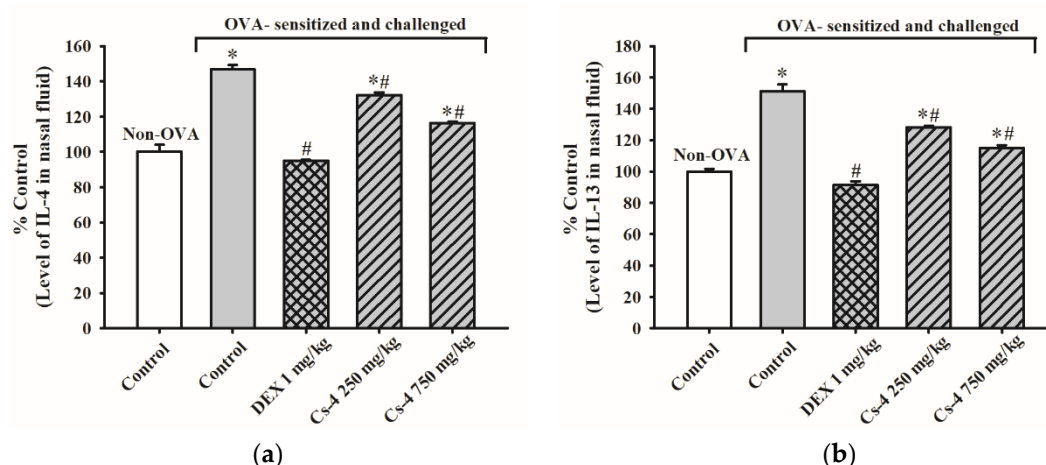 OVA- sensitized and challenged
160
140
120
100
80
60
40
20
0
% Control
(Level of IL-4 in nasal fluid)
Non-OVA
*
#
*#
*#
Control
Control
DEX 1 mg/kg
Cs-4 250 mg/kg
Cs-4 750 mg/kg
(a)
OVA- sensitized and challenged
180
160
140
120
100
80
60
40
20
0
% Control
(Level of IL-13 in nasal fluid)
Non-OVA
*
#
*#
*#
Control
Control
DEX 1 mg/kg
Cs-4 250 mg/kg
Cs-4 750 mg/kg
(b)